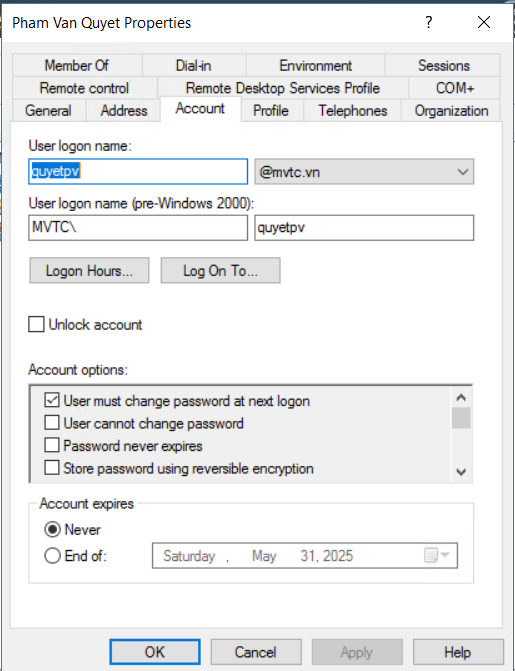 Pham Van Quyet Properties
Member Of Dial-in Environment Sessions
Remote control Remote Desktop Services Profile COM+
General Address Account Profile Telephones Organization
User logon name:
quyetpv @mvtc.vn
User logon name (pre-Windows 2000):
MVTC\ quyetpv
Logon Hours... Log On To...
Unlock account
Account options:
User must change password at next logon
User cannot change password
Password never expires
Store password using reversible encryption
Account expires
Never
End of: Saturday , May 31, 2025
OK Cancel Apply Help